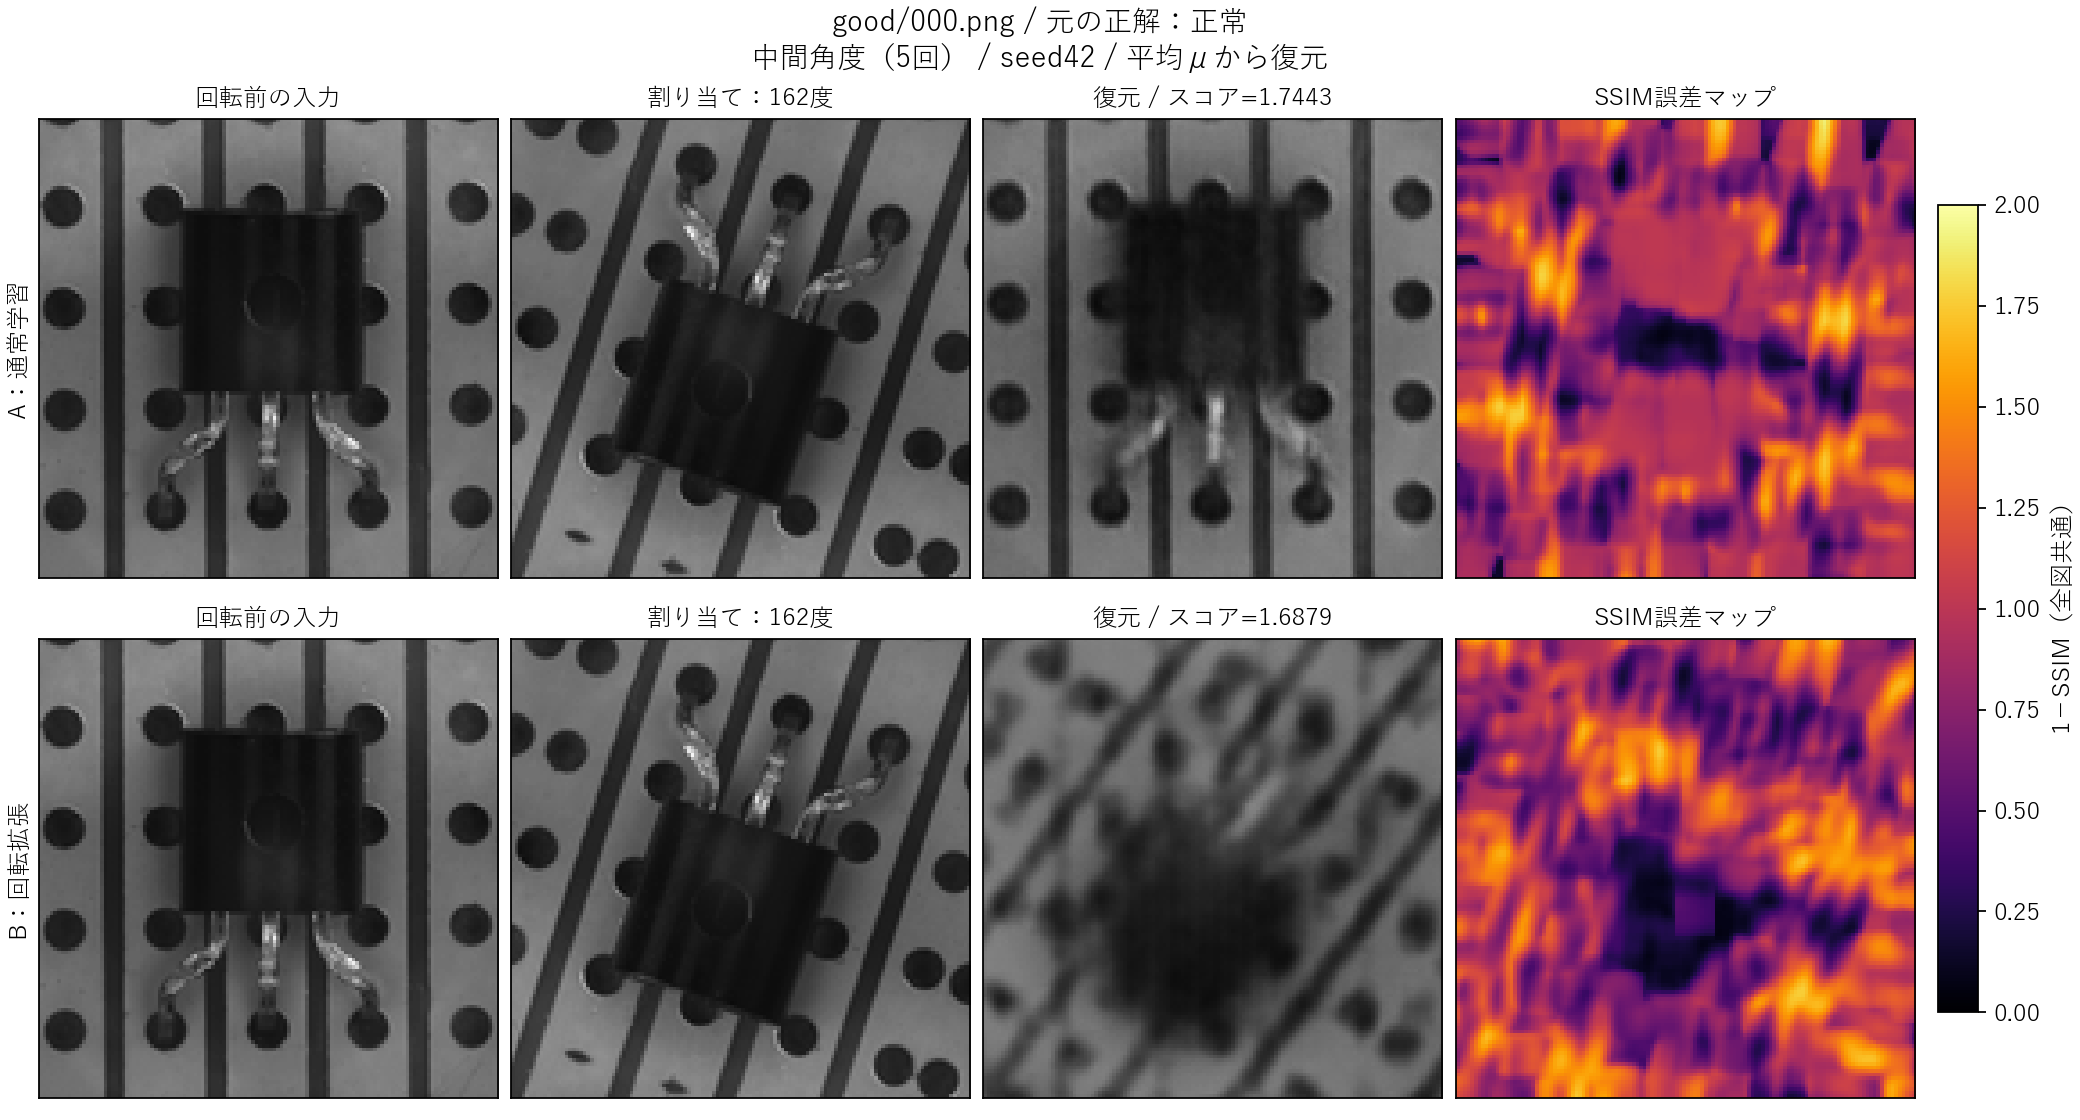 good/000.png / 元の正解：正常
中間角度（5回） / seed42 / 平均μから復元
回転前の入力
割り当て：162度
復元 / スコア=1.7443
SSIM誤差マップ
A：通常学習
回転前の入力
割り当て：162度
復元 / スコア=1.6879
SSIM誤差マップ
B：回転拡張
2.00
1.75
1.50
1.25
1.00
0.75
0.50
0.25
0.00
1－SSIM（全図共通）